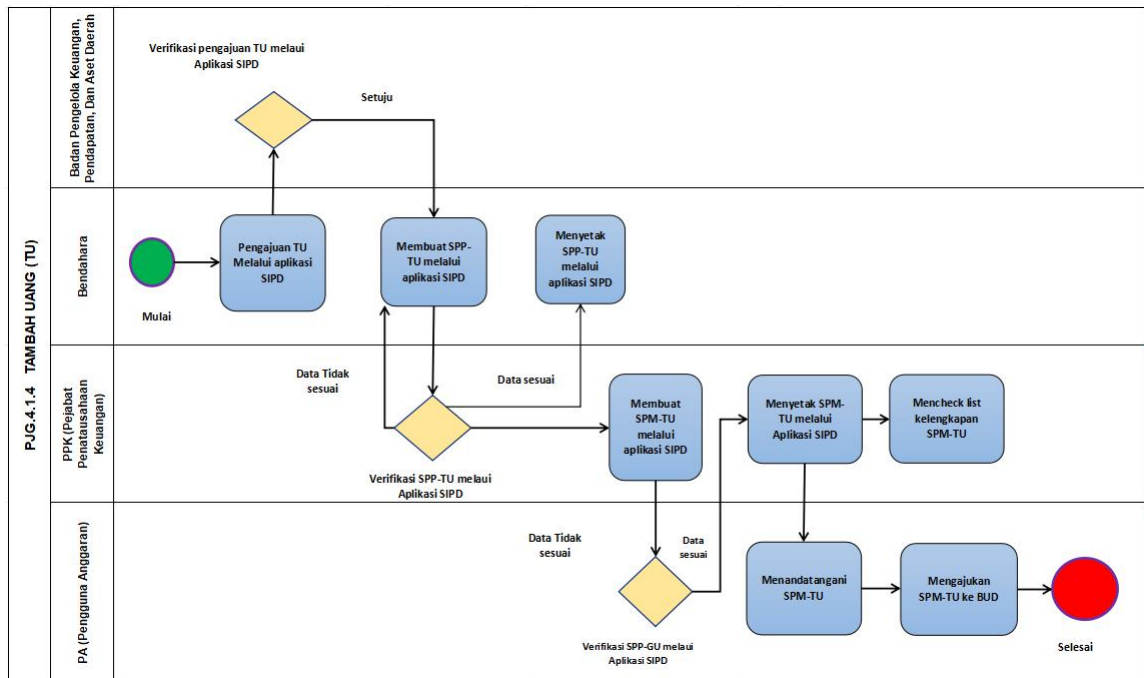 PJG.4.1.4 TAMBAH UANG (TU)
Badan Pengelola Keuangan,
Pendapatan, Dan Aset Daerah
Verifikasi pengajuan TU melaui
Aplikasi SIPD
Setuju
Bendahara
Mulai
Pengajuan TU
Melalui aplikasi
SIPD
Membuat SPP-
TU melalui
aplikasi SIPD
Menyetak
SPP-TU
melalui
aplikasi SIPD
PPK (Pejabat
Penatausahaan
Keuangan)
Data Tidak
sesuai
Data sesuai
Verifikasi SPP-TU melaui
Aplikasi SIPD
Membuat
SPM-TU
melalui
aplikasi SIPD
Menyetak SPM-
TU melalui
Aplikasi SIPD
Mencheck list
kelengkapan
SPM-TU
PA (Pengguna Anggaran)
Data Tidak
sesuai
Data
sesuai
Verifikasi SPP-GU melaui
Aplikasi SIPD
Menandatangani
SPM-TU
Mengajukan
SPM-TU ke BUD
Selesai